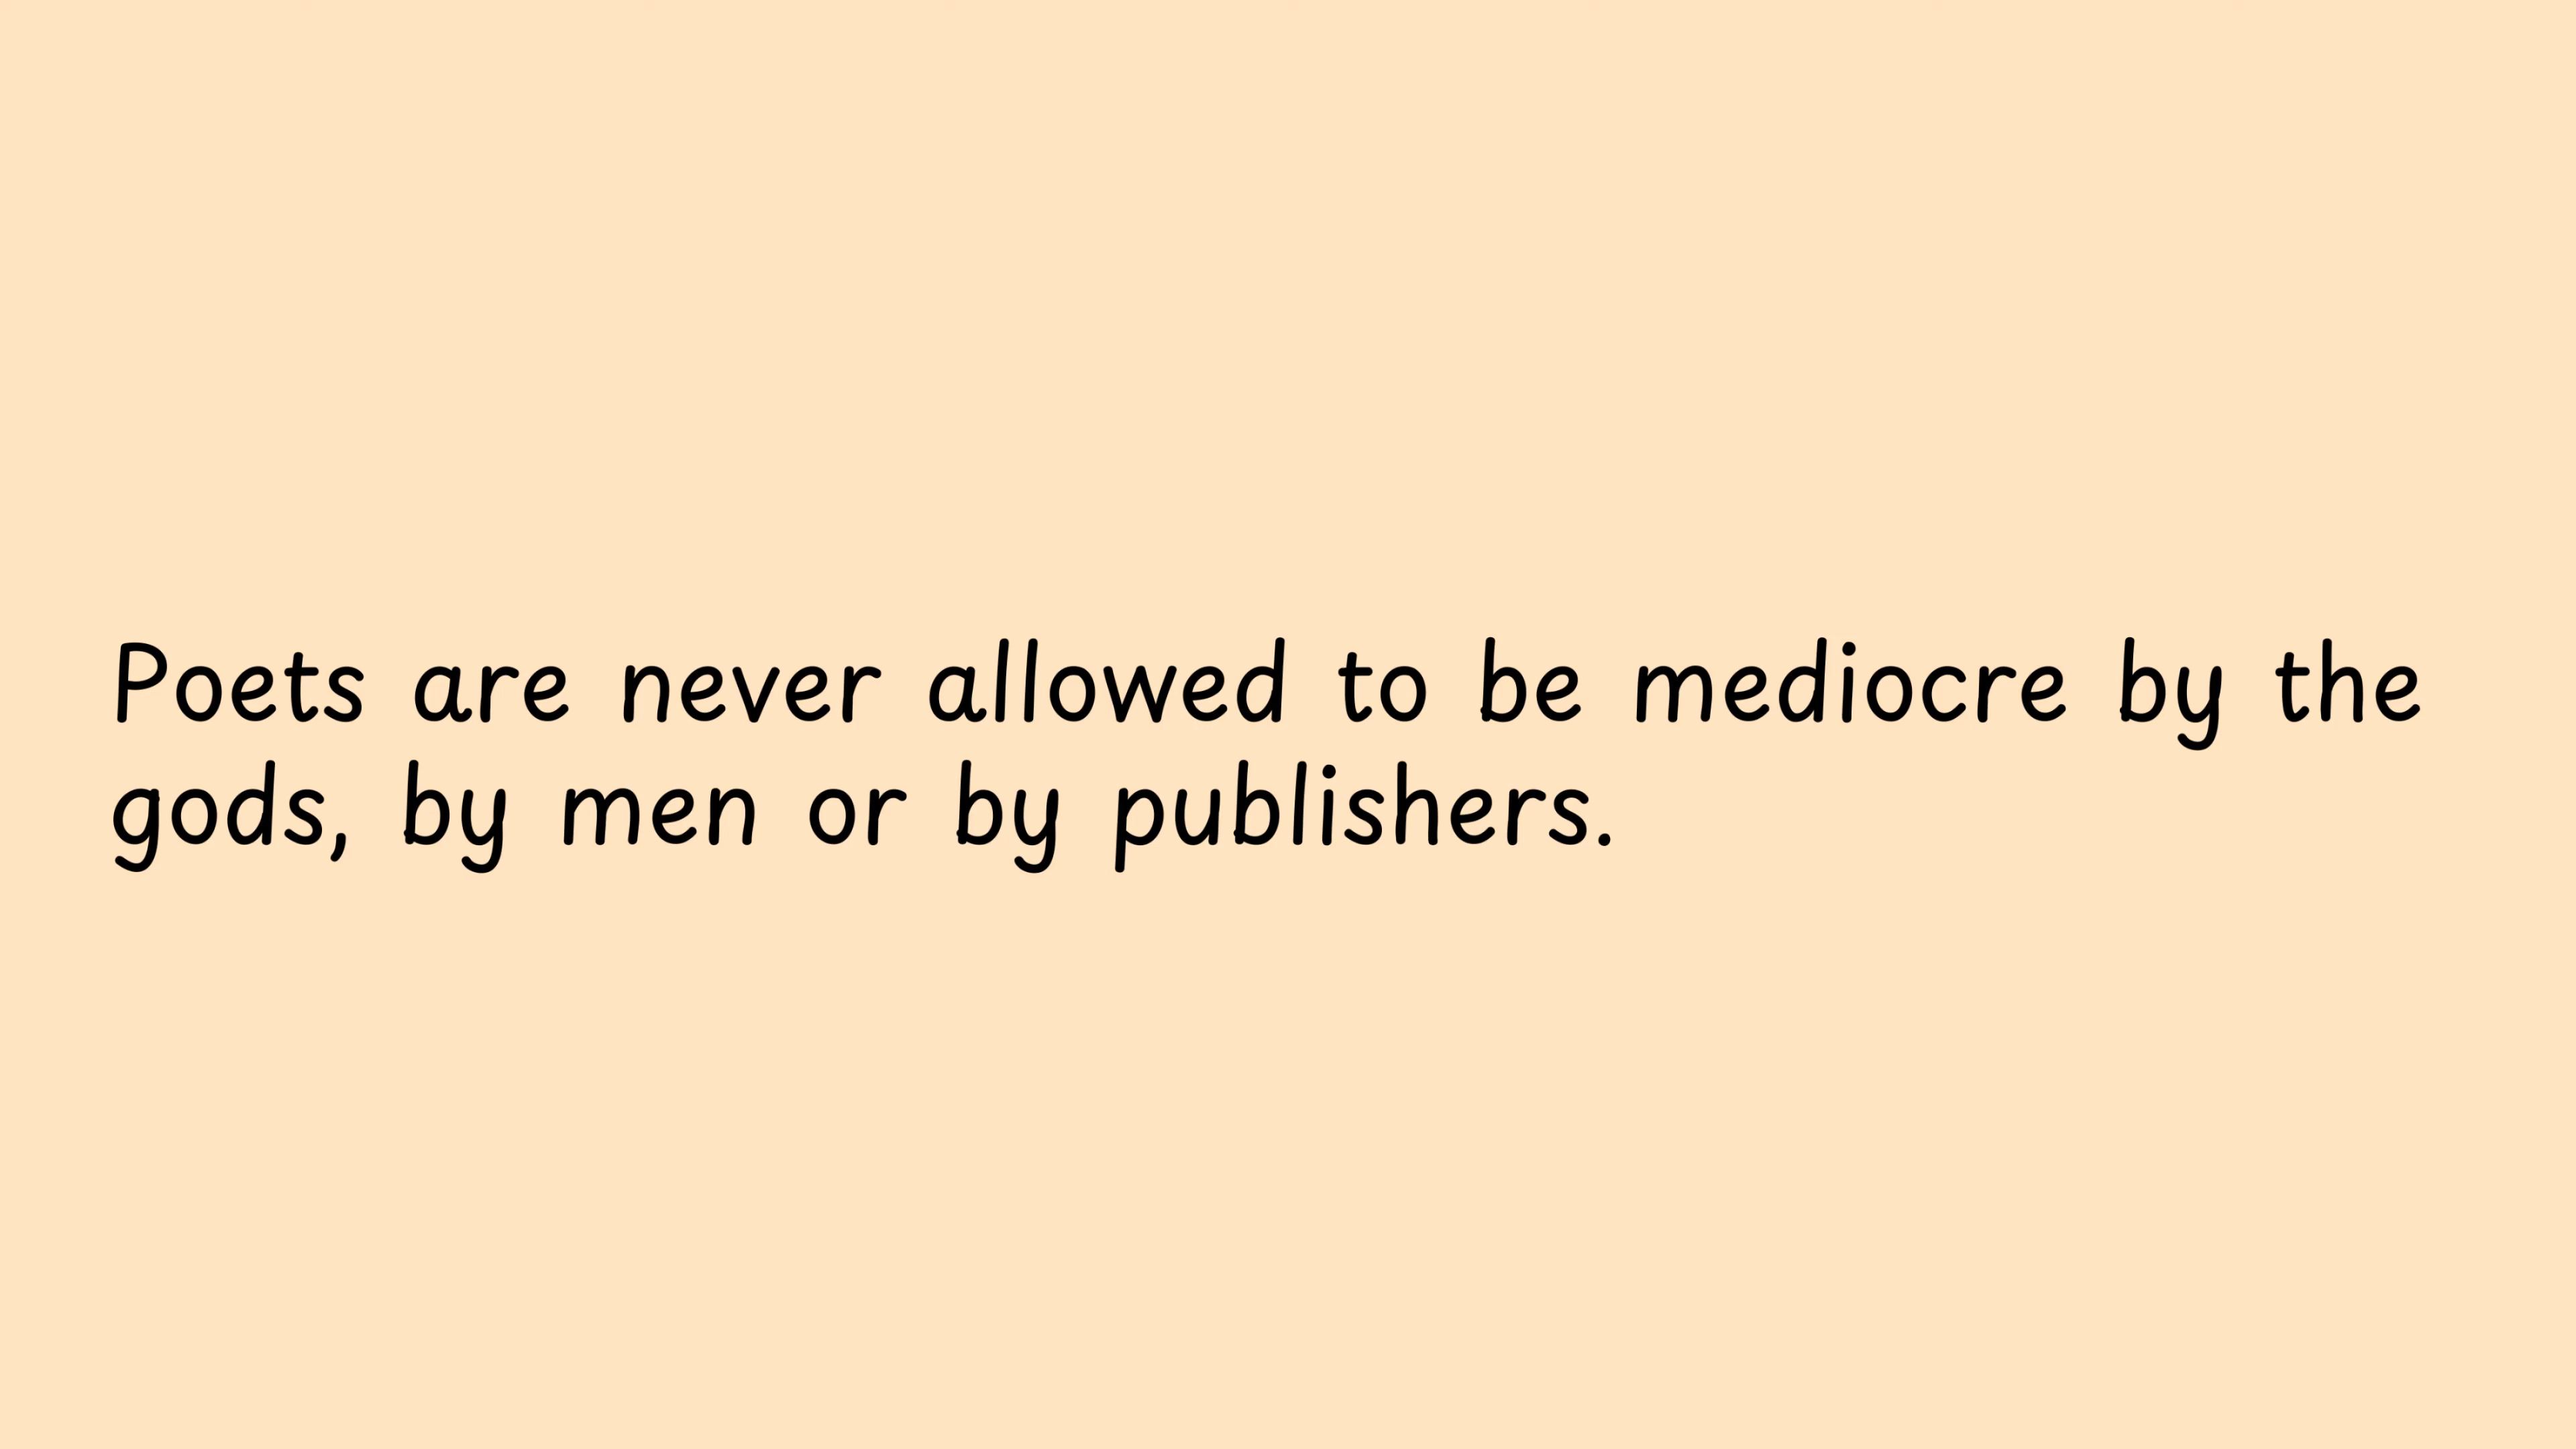 Poets are never allowed to be mediocre by the
gods, by men or by publishers.